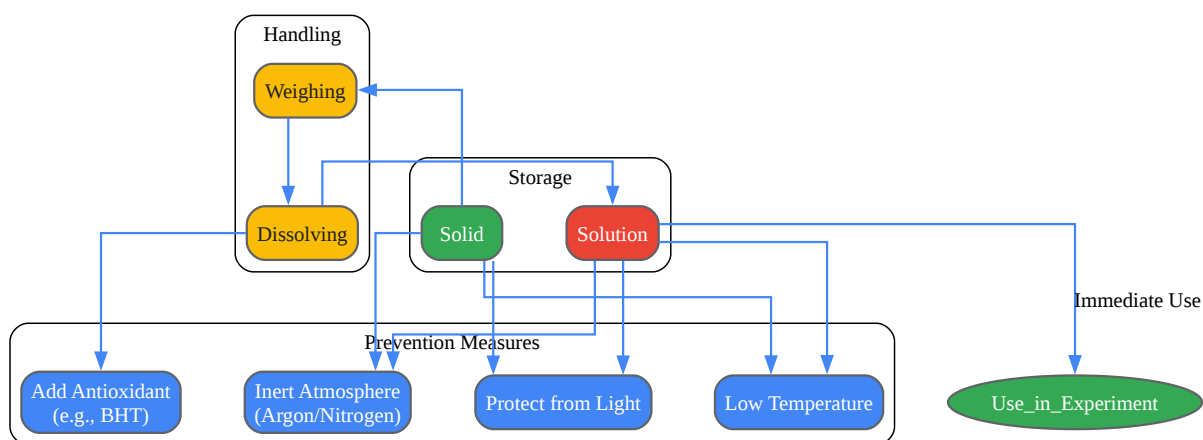 Handling
Weighing
Storage
Dissolving
Solid
Solution
Immediate Use
Prevention Measures
Add Antioxidant
(e.g., BHT)
Inert Atmosphere
(Argon/Nitrogen)
Protect from Light
Low Temperature
Use_in_Experiment